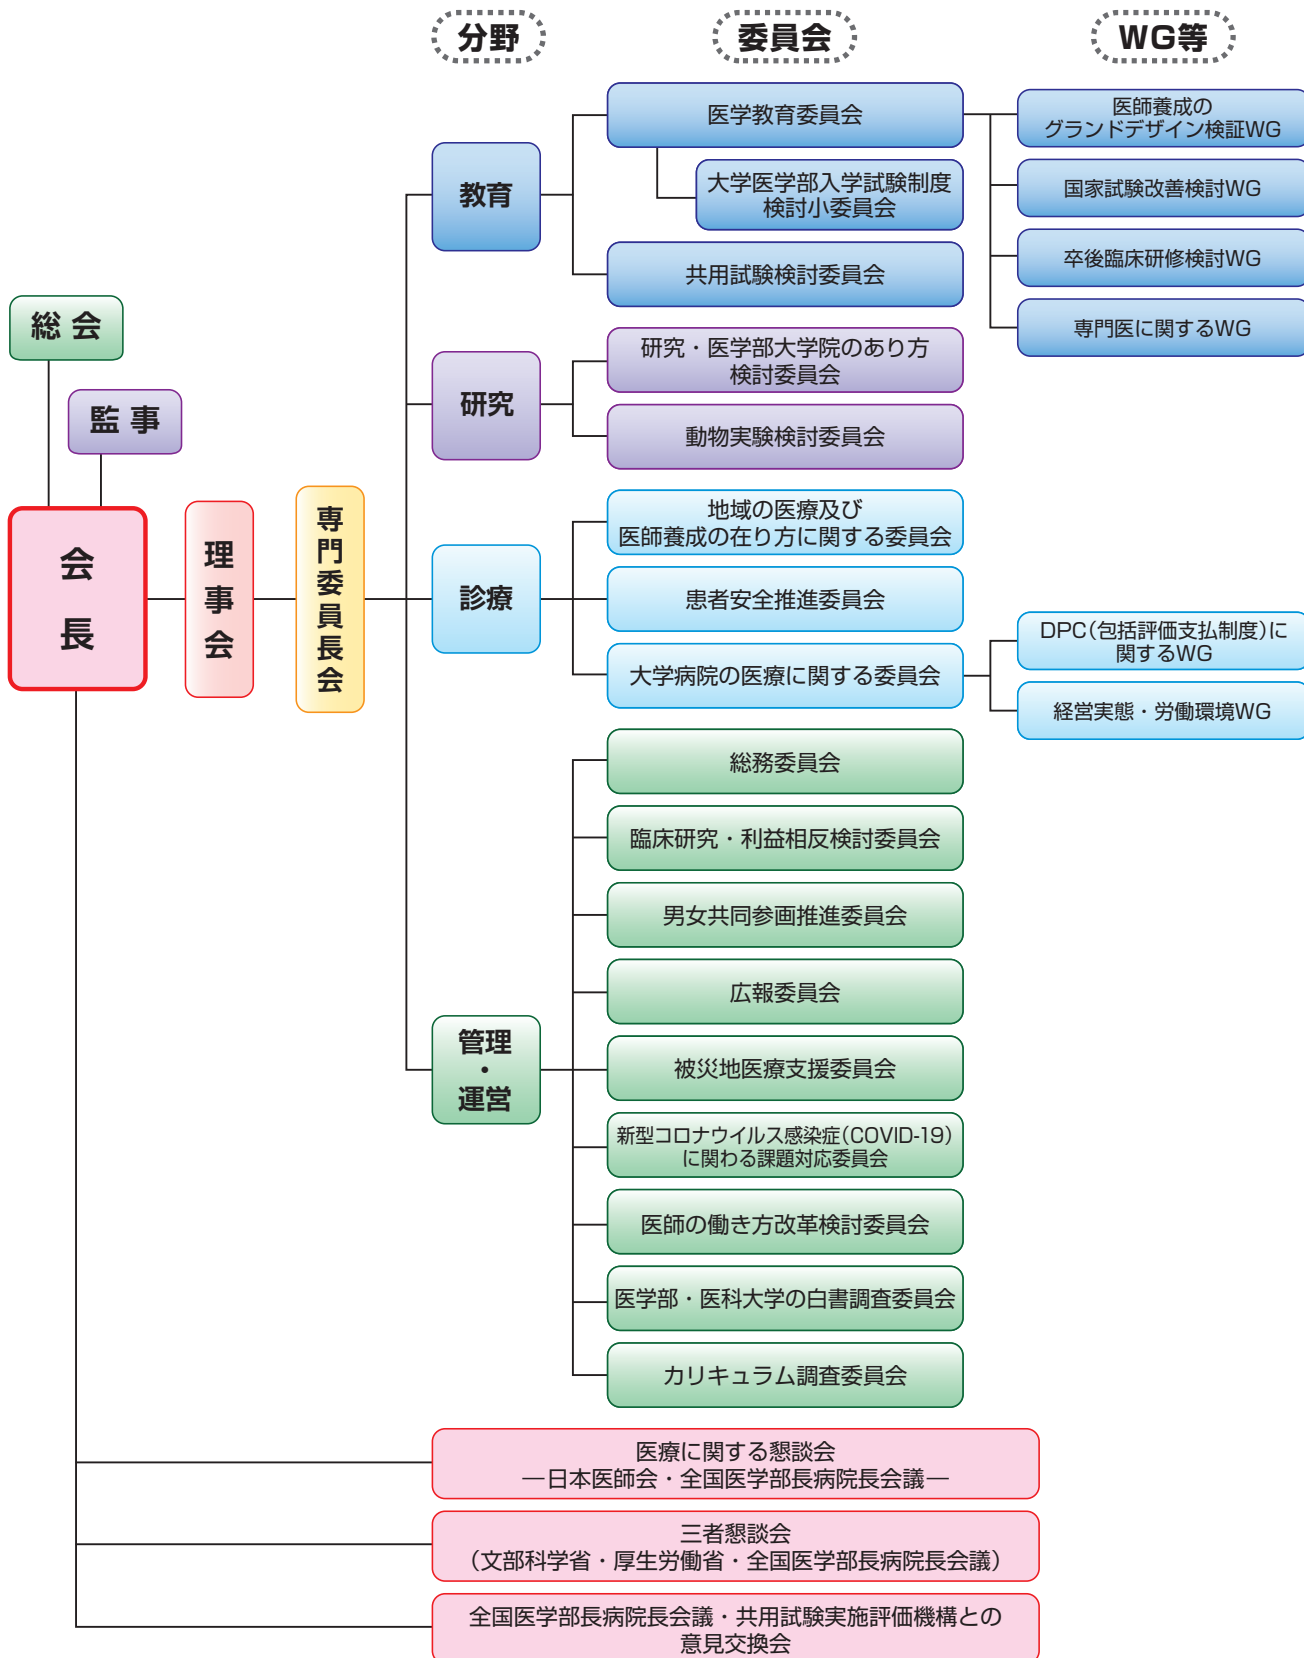 分野
委員会
WG等
総会
監事
会長
理事会
専門委員長会
教育
医学教育委員会
大学医学部入学試験制度
検討小委員会
共用試験検討委員会
医師養成の
グランドデザイン検証WG
国家試験改善検討WG
卒後臨床研修検討WG
専門医に関するWG
研究
研究・医学部大学院のあり方
検討委員会
動物実験検討委員会
診療
地域の医療及び
医師養成の在り方に関する委員会
患者安全推進委員会
大学病院の医療に関する委員会
DPC(包括評価支払制度)に
関するWG
経営実態・労働環境WG
管理
・
運営
総務委員会
臨床研究・利益相反検討委員会
男女共同参画推進委員会
広報委員会
被災地医療支援委員会
新型コロナウイルス感染症(COVID-19)
に関わる課題対応委員会
医師の働き方改革検討委員会
医学部・医科大学の白書調査委員会
カリキュラム調査委員会
医療に関する懇談会
―日本医師会・全国医学部長病院長会議―
三者懇談会
(文部科学省・厚生労働省・全国医学部長病院長会議)
全国医学部長病院長会議・共用試験実施評価機構との
意見交換会